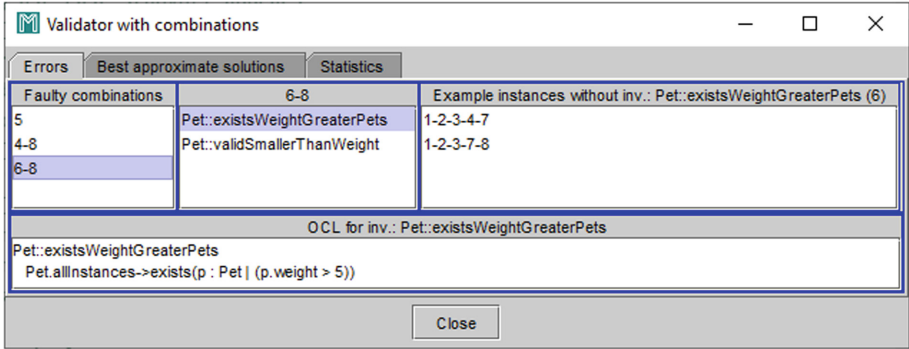 Validator with combinations
Errors Best approximate solutions Statistics
Faulty combinations 6-8 Example instances without inv.: Pet::existsWeightGreaterPets (6)
5 Pet::existsWeightGreaterPets 1-2-3-4-7
4-8 Pet::validSmallerThanWeight 1-2-3-7-8
6-8
OCL for inv.: Pet::existsWeightGreaterPets
Pet::existsWeightGreaterPets
Pet.allInstances->exists(p : Pet | (p.weight > 5))
Close